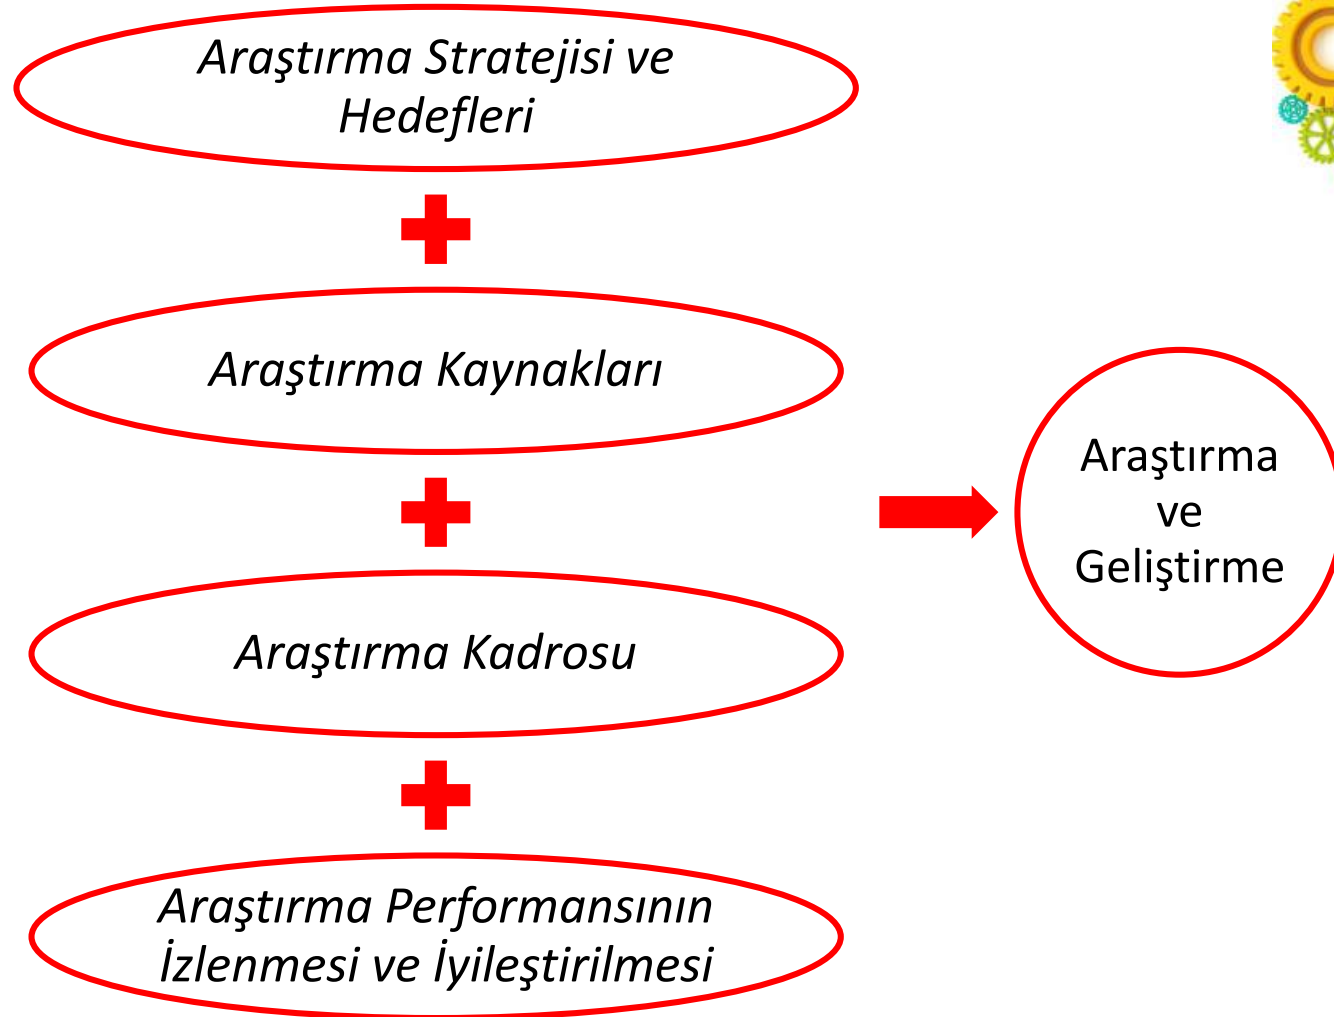 Araştırma Stratejisi ve
Hedefleri
Araştırma Kaynakları
Araştırma Kadrosu
Araştırma Performansının
İzlenmesi ve İyileştirilmesi
Araştırma
ve
Geliştirme